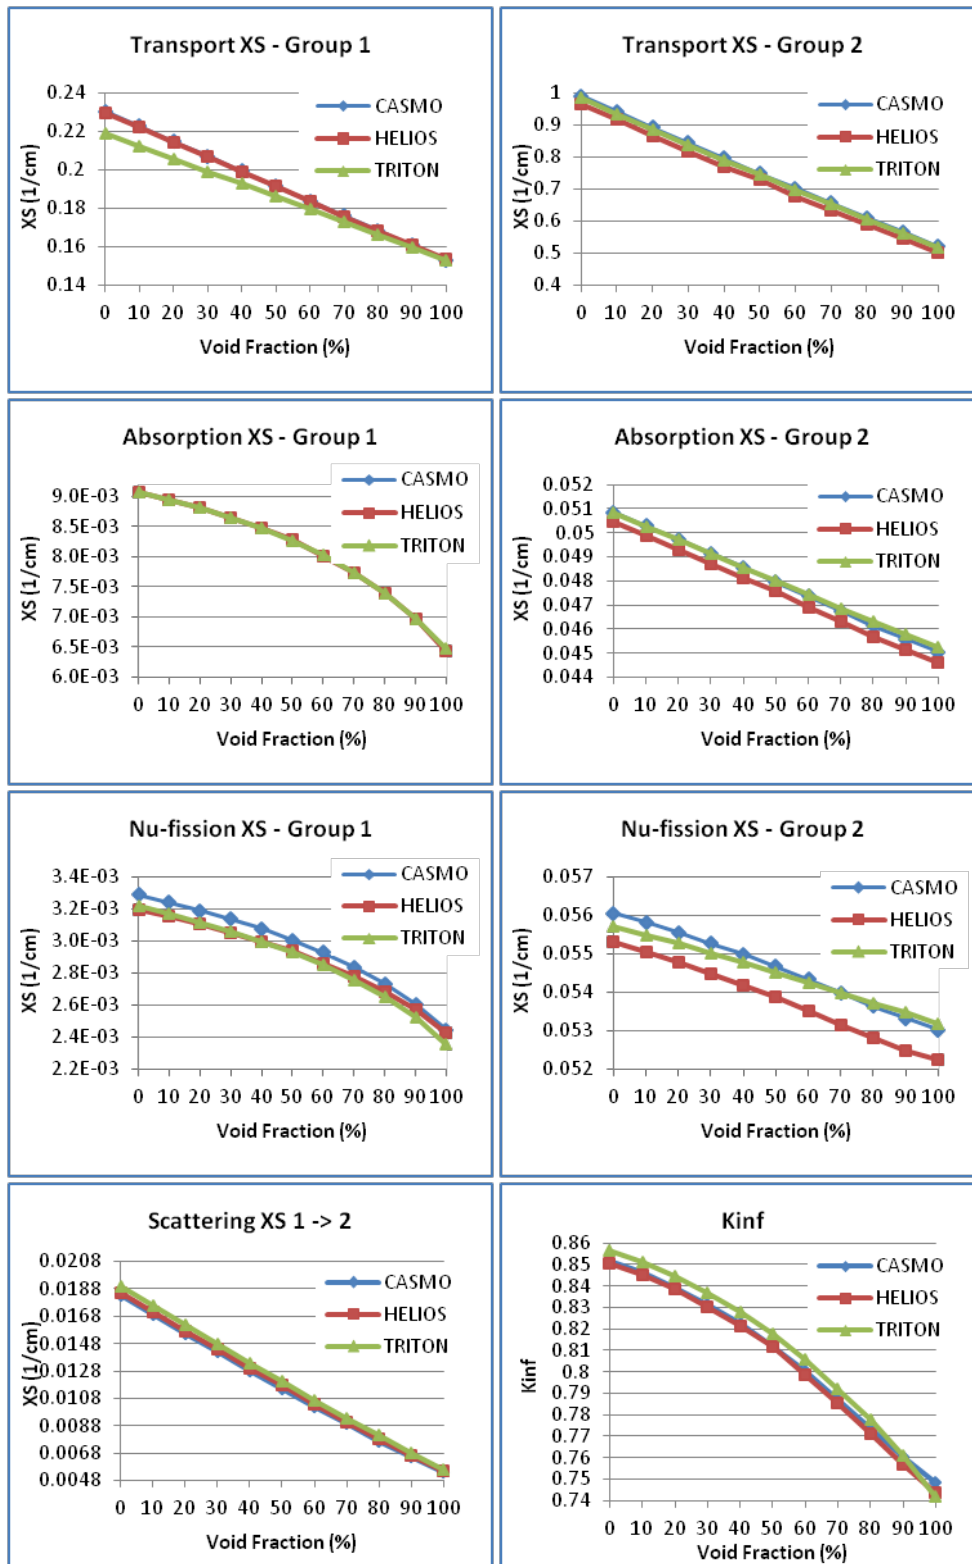 Transport XS - Group 1
XS (1/cm)
0.24
0.22
0.2
0.18
0.16
0.14
CASMO
HELIOS
TRITON
0 10 20 30 40 50 60 70 80 90 100
Void Fraction (%)
Transport XS - Group 2
XS (1/cm)
1
0.9
0.8
0.7
0.6
0.5
0.4
CASMO
HELIOS
TRITON
0 10 20 30 40 50 60 70 80 90 100
Void Fraction (%)
Absorption XS - Group 1
XS (1/cm)
9.0E-03
8.5E-03
8.0E-03
7.5E-03
7.0E-03
6.5E-03
6.0E-03
CASMO
HELIOS
TRITON
0 10 20 30 40 50 60 70 80 90 100
Void Fraction (%)
Absorption XS - Group 2
XS (1/cm)
0.052
0.051
0.05
0.049
0.048
0.047
0.046
0.045
0.044
CASMO
HELIOS
TRITON
0 10 20 30 40 50 60 70 80 90 100
Void Fraction (%)
Nu-fission XS - Group 1
XS (1/cm)
3.4E-03
3.2E-03
3.0E-03
2.8E-03
2.6E-03
2.4E-03
2.2E-03
CASMO
HELIOS
TRITON
0 10 20 30 40 50 60 70 80 90 100
Void Fraction (%)
Nu-fission XS - Group 2
XS (1/cm)
0.057
0.056
0.055
0.054
0.053
0.052
CASMO
HELIOS
TRITON
0 10 20 30 40 50 60 70 80 90 100
Void Fraction (%)
Scattering XS 1 -> 2
XS (1/cm)
0.0208
0.0188
0.0168
0.0148
0.0128
0.0108
0.0088
0.0068
0.0048
CASMO
HELIOS
TRITON
0 10 20 30 40 50 60 70 80 90 100
Void Fraction (%)
Kinf
Kinf
0.86
0.85
0.84
0.83
0.82
0.81
0.8
0.79
0.78
0.77
0.76
0.75
0.74
CASMO
HELIOS
TRITON
0 10 20 30 40 50 60 70 80 90 100
Void Fraction (%)